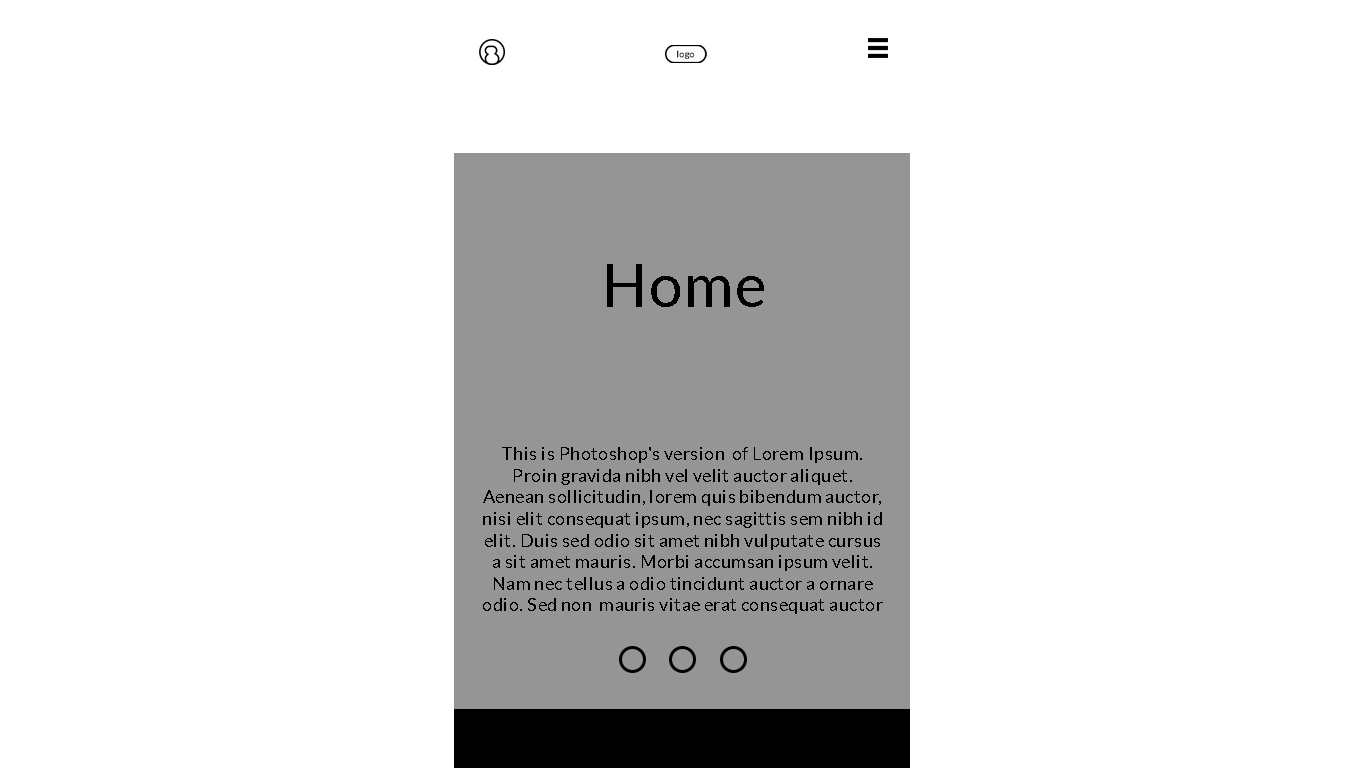 logo
Home
This is Photoshop's version of Lorem Ipsum.
Proin gravida nibh vel velit auctor aliquet.
Aenean sollicitudin, lorem quis bibendum auctor,
nisi elit consequat ipsum, nec sagittis sem nibh id
elit. Duis sed odio sit amet nibh vulputate cursus
a sit amet mauris. Morbi accumsan ipsum velit.
Nam nec tellus a odio tincidunt auctor a ornare
odio. Sed non mauris vitae erat consequat auctor